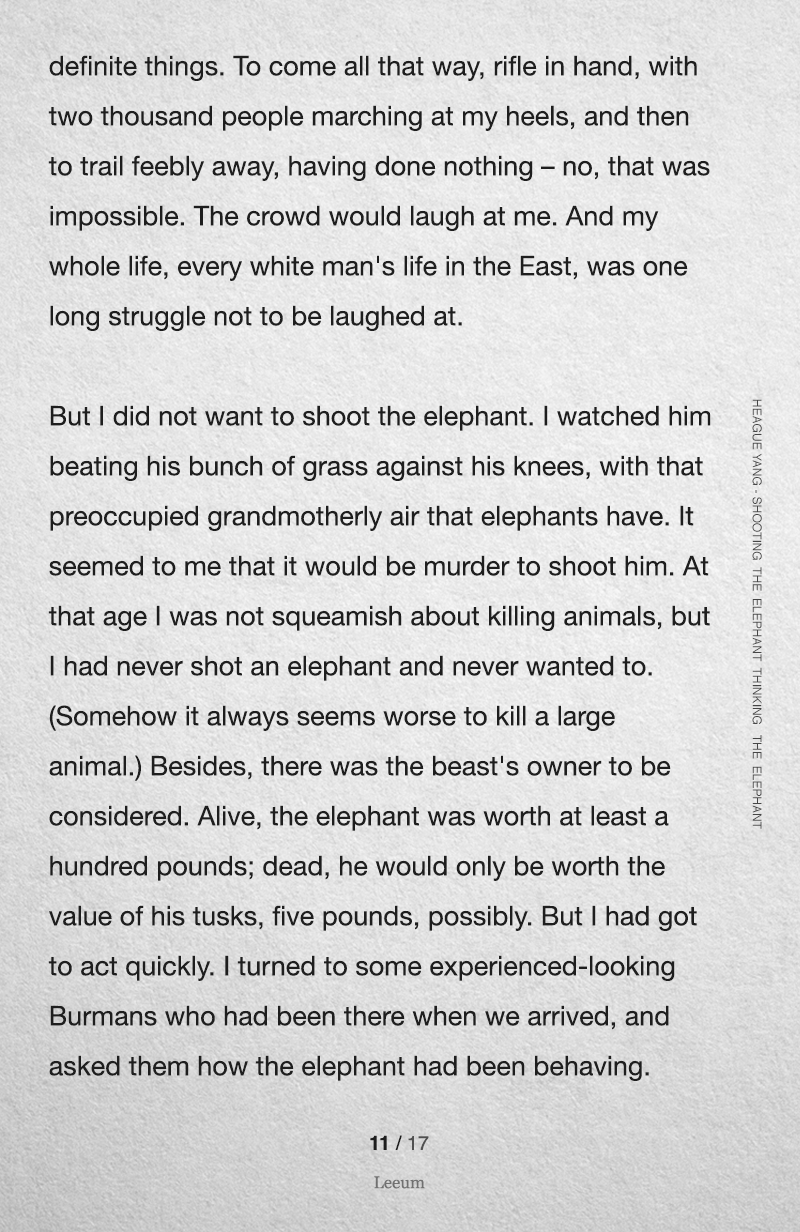 definite things. To come all that way, rifle in hand, with
two thousand people marching at my heels, and then
to trail feebly away, having done nothing – no, that was
impossible. The crowd would laugh at me. And my
whole life, every white man's life in the East, was one
long struggle not to be laughed at.
But I did not want to shoot the elephant. I watched him
beating his bunch of grass against his knees, with that
preoccupied grandmotherly air that elephants have. It
seemed to me that it would be murder to shoot him. At
that age I was not squeamish about killing animals, but
I had never shot an elephant and never wanted to.
(Somehow it always seems worse to kill a large
animal.) Besides, there was the beast's owner to be
considered. Alive, the elephant was worth at least a
hundred pounds; dead, he would only be worth the
value of his tusks, five pounds, possibly. But I had got
to act quickly. I turned to some experienced-looking
Burmans who had been there when we arrived, and
asked them how the elephant had been behaving.
HEAGUE YANG · SHOOTING THE ELEPHANT THINKING THE ELEPHANT
11 / 17
Leeum